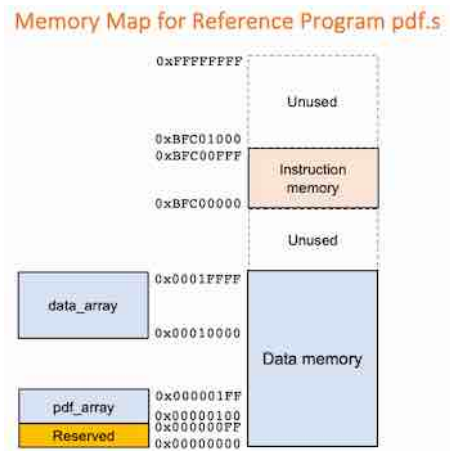 Memory Map for Reference Program pdf.s
0xFFFFFFFF
Unused
0xBFC01000
0xBFC00FFF
Instruction
memory
0xBFC00000
Unused
0x0001FFFF
data_array
0x00010000
Data memory
0x000001FF
pdf_array
0x00000100
0x000000FF
Reserved
0x00000000